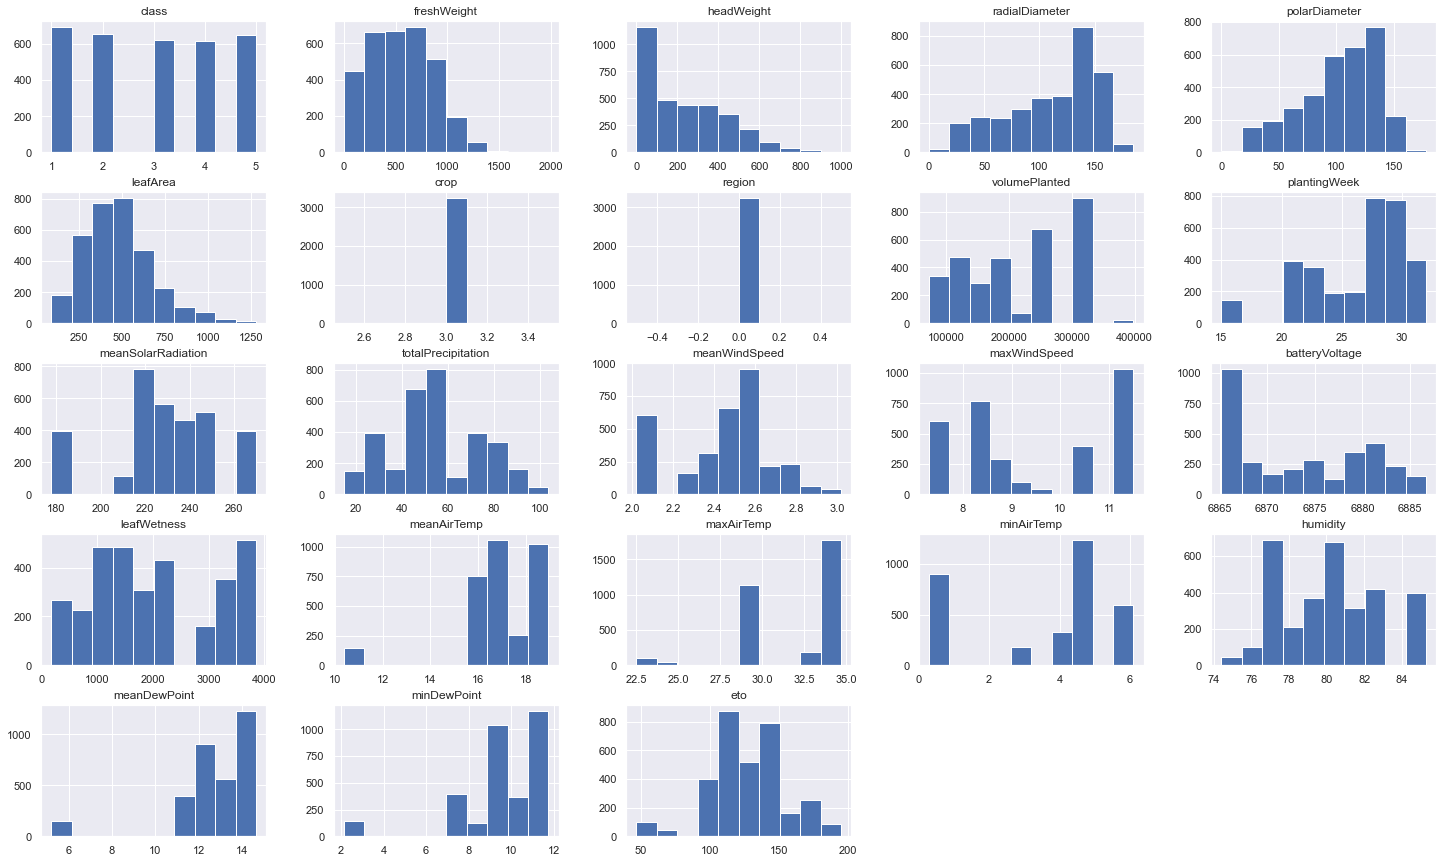 class freshWeight headWeight radialDiameter polarDiameter
600 400 200 0
1 2 3 4 5
600 400 200 0
0 500 1000 1500 2000
1000 750 500 250 0
0 200 400 600 800 1000
800 600 400 200 0
0 50 100 150
800 600 400 200 0
0 50 100 150
leafArea crop region volumePlanted plantingWeek
800 600 400 200 0
250 500 750 1000 1250
3000 2000 1000 0
2.6 2.8 3.0 3.2 3.4
3000 2000 1000 0
−0.4 −0.2 0.0 0.2 0.4
800 600 400 200 0
100000 200000 300000 400000
800 600 400 200 0
15 20 25 30
meanSolarRadiation totalPrecipitation meanWindSpeed maxWindSpeed batteryVoltage
800 600 400 200 0
180 200 220 240 260
800 600 400 200 0
20 40 60 80 100
1000 750 500 250 0
2.0 2.2 2.4 2.6 2.8 3.0
1000 750 500 250 0
8 9 10 11
1000 750 500 250 0
6865 6870 6875 6880 6885
leafWetness meanAirTemp maxAirTemp minAirTemp humidity
400 200 0
0 1000 2000 3000 4000
1000 750 500 250 0
10 12 14 16 18
1500 1000 500 0
22.5 25.0 27.5 30.0 32.5 35.0
1000 500 0
0 2 4 6
600 400 200 0
74 76 78 80 82 84
meanDewPoint minDewPoint eto
1000 500 0
6 8 10 12 14
1000 750 500 250 0
2 4 6 8 10 12
800 600 400 200 0
50 100 150 200